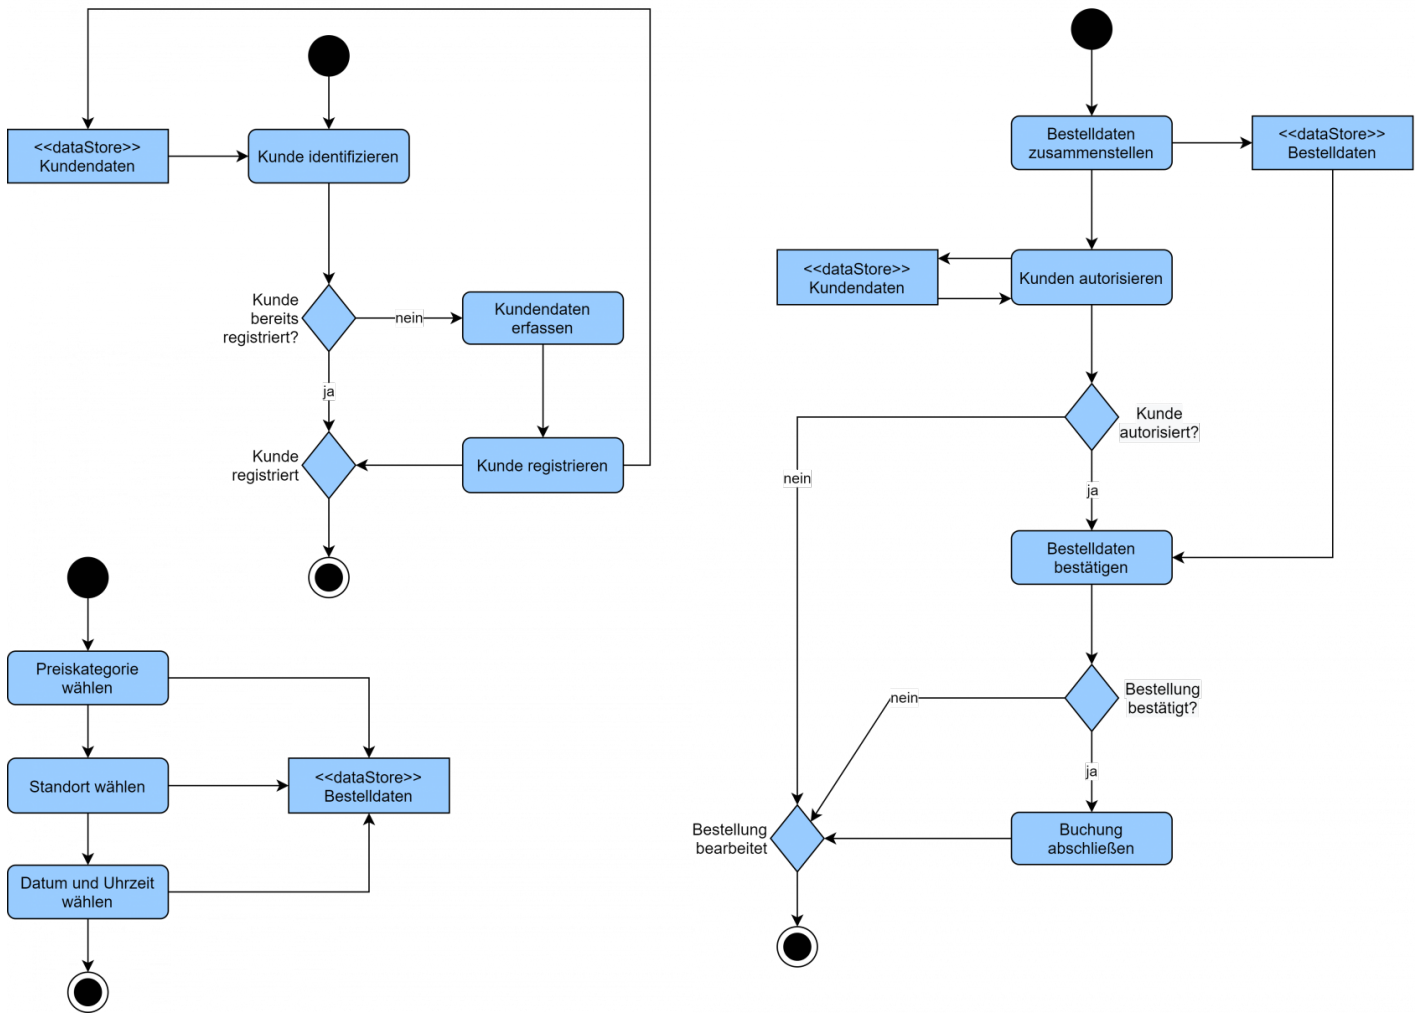 <<dataStore>>
Kundendaten
Kunde identifizieren
Kunde
bereits
registriert?
nein
Kundendaten
erfassen
ja
Kunde
registriert
Kunde registrieren
Preiskategorie
wählen
Standort wählen
<<dataStore>>
Bestelldaten
Datum und Uhrzeit
wählen
Bestelldaten
zusammenstellen
<<dataStore>>
Bestelldaten
<<dataStore>>
Kundendaten
Kunden autorisieren
Kunde
autorisiert?
nein
ja
Bestelldaten
bestätigen
nein
Bestellung
bestätigt?
ja
Bestellung
bearbeitet
Buchung
abschließen